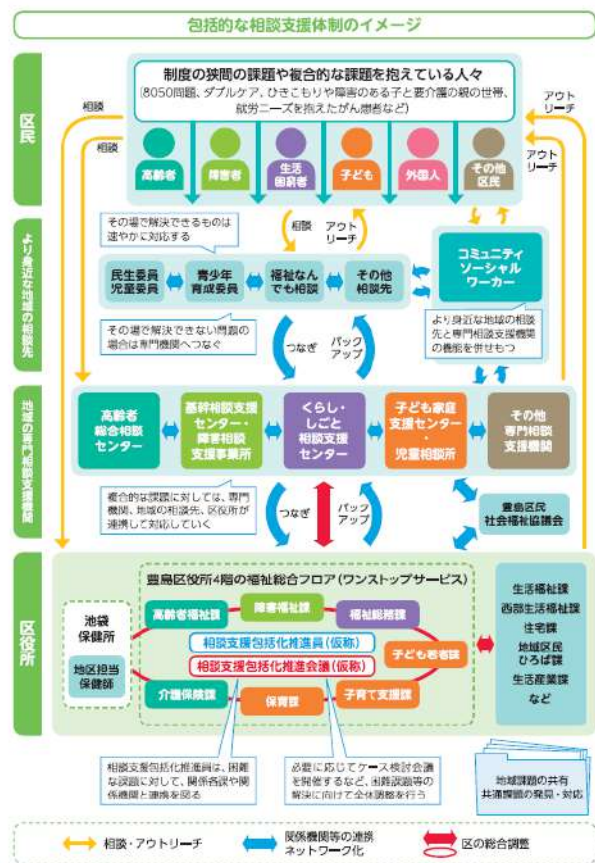 包括的な相談支援体制のイメージ
区民
制度の狭間の課題や複合的な課題を抱えている人々
(8050問題、ダブルケア、ひきこもりや障害のある子と要介護の親の世帯、
就労ニーズを抱えたがん患者など)
相談
相談
アウト
リーチ
アウト
リーチ
高齢者
障害者
生活
困窮者
子ども
外国人
その他
区民
より身近な地域の相談先
その場で解決できるものは
速やかに対応する
相談
アウト
リーチ
民生委員
児童委員
青少年
育成委員
福祉なん
でも相談
その他
相談先
コミュニティ
ソーシャル
ワーカー
その場で解決できない問題の
場合は専門機関へつなぐ
つなぎ
バック
アップ
より身近な地域の相談
先と専門相談支援機関
の機能を併せもつ
地域の専門相談支援機関
高齢者
総合相談
センター
基幹相談支援
センター・
障害相談
支援事業所
くらし・
しごと
相談支援
センター
子ども家庭
支援センター
・
児童相談所
その他
専門相談
支援機関
複合的な課題に対しては、専門
機関、地域の相談先、区役所が
連携して対応していく
つなぎ
バック
アップ
豊島区民
社会福祉協議会
区役所
豊島区役所4階の福祉総合フロア(ワンストップサービス)
池袋
保健所
地区担当
保健師
高齢者福祉課
障害福祉課
福祉総務課
相談支援包括化推進員(仮称)
相談支援包括化推進会議(仮称)
子ども若者課
介護保険課
保育課
子育て支援課
生活福祉課
西部生活福祉課
住宅課
地域区民
ひろば課
生活産業課
など
相談支援包括化推進員は、困難
な課題に対して、関係各課や関
係機関と連携を図る
必要に応じてケース検討会議
を開催するなど、困難課題等の
解決に向けて全体調整を行う
地域課題の共有
共通課題の発見・対応
相談・アウトリーチ
関係機関等の連携
ネットワーク化
区の総合調整